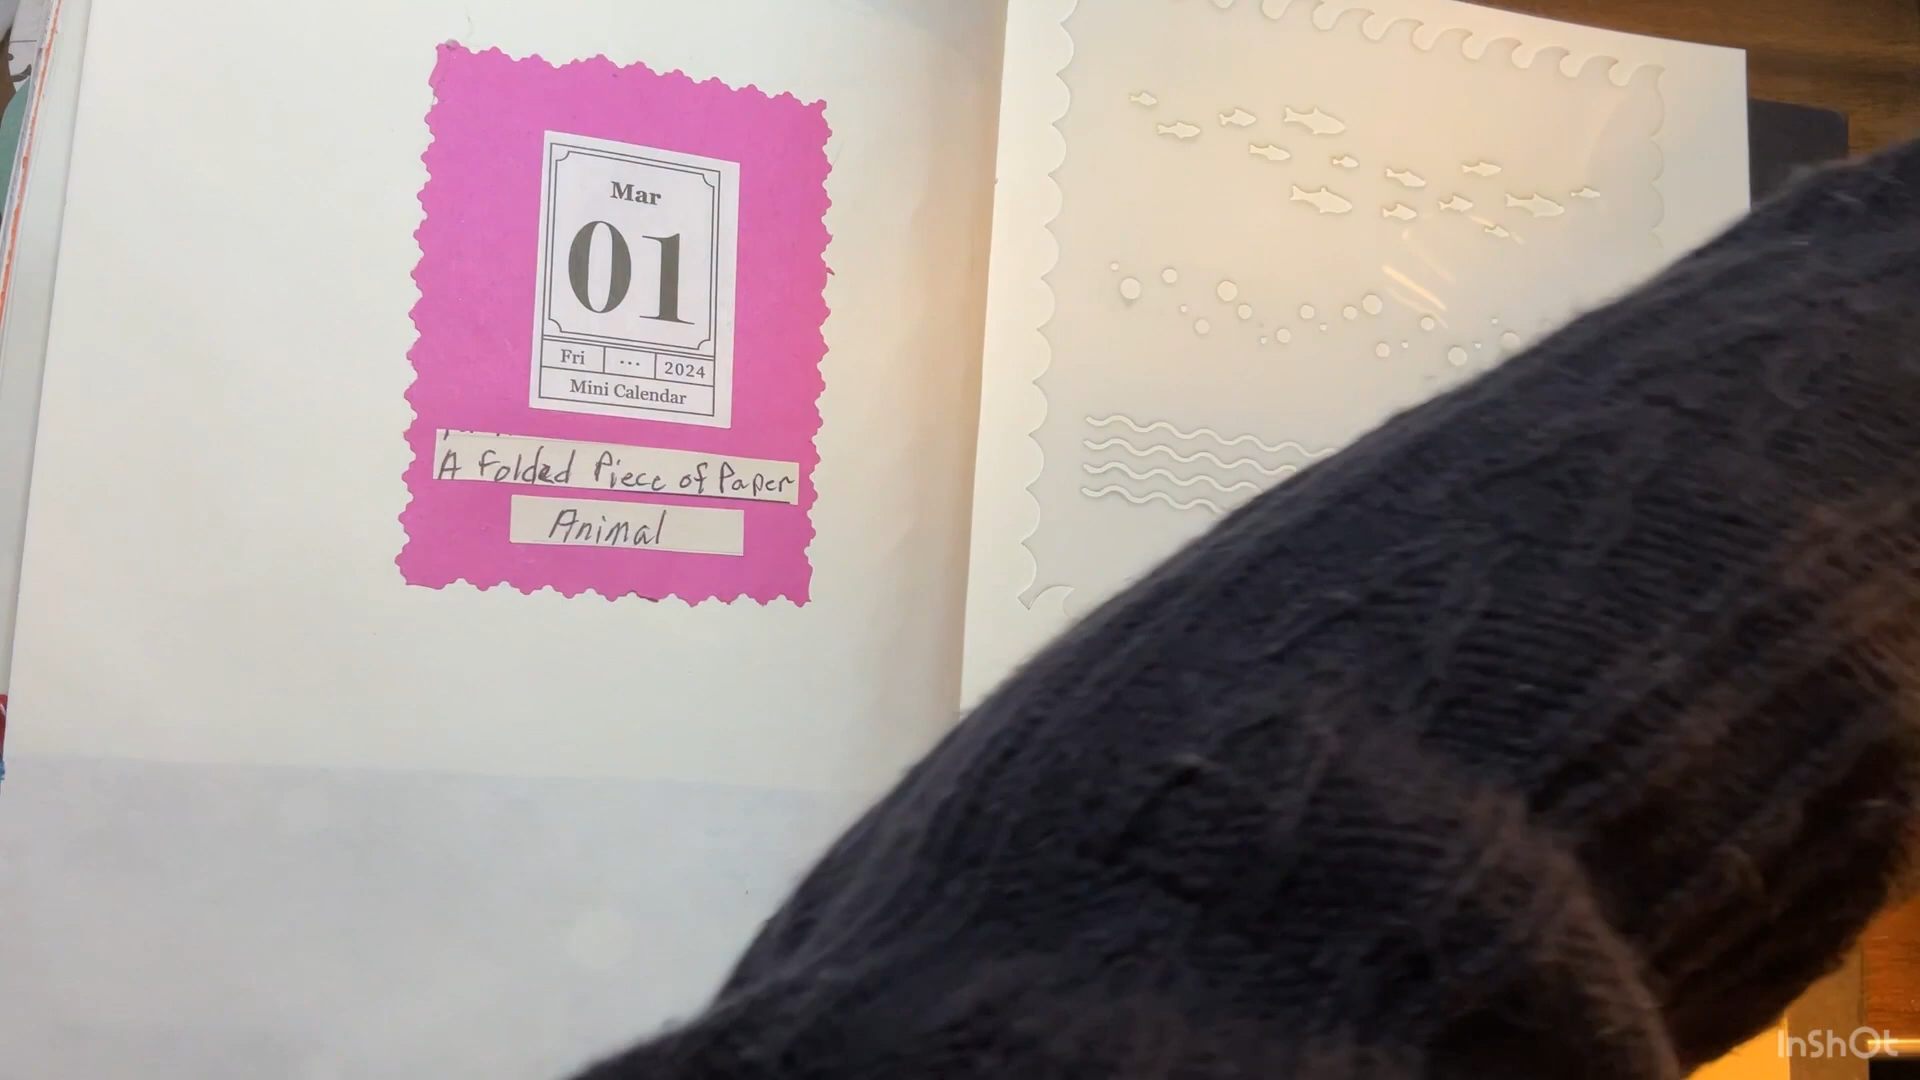 Mar
01
Fri ... 2024
Mini Calendar
A Folded Piece of Paper
Animal
InShOt